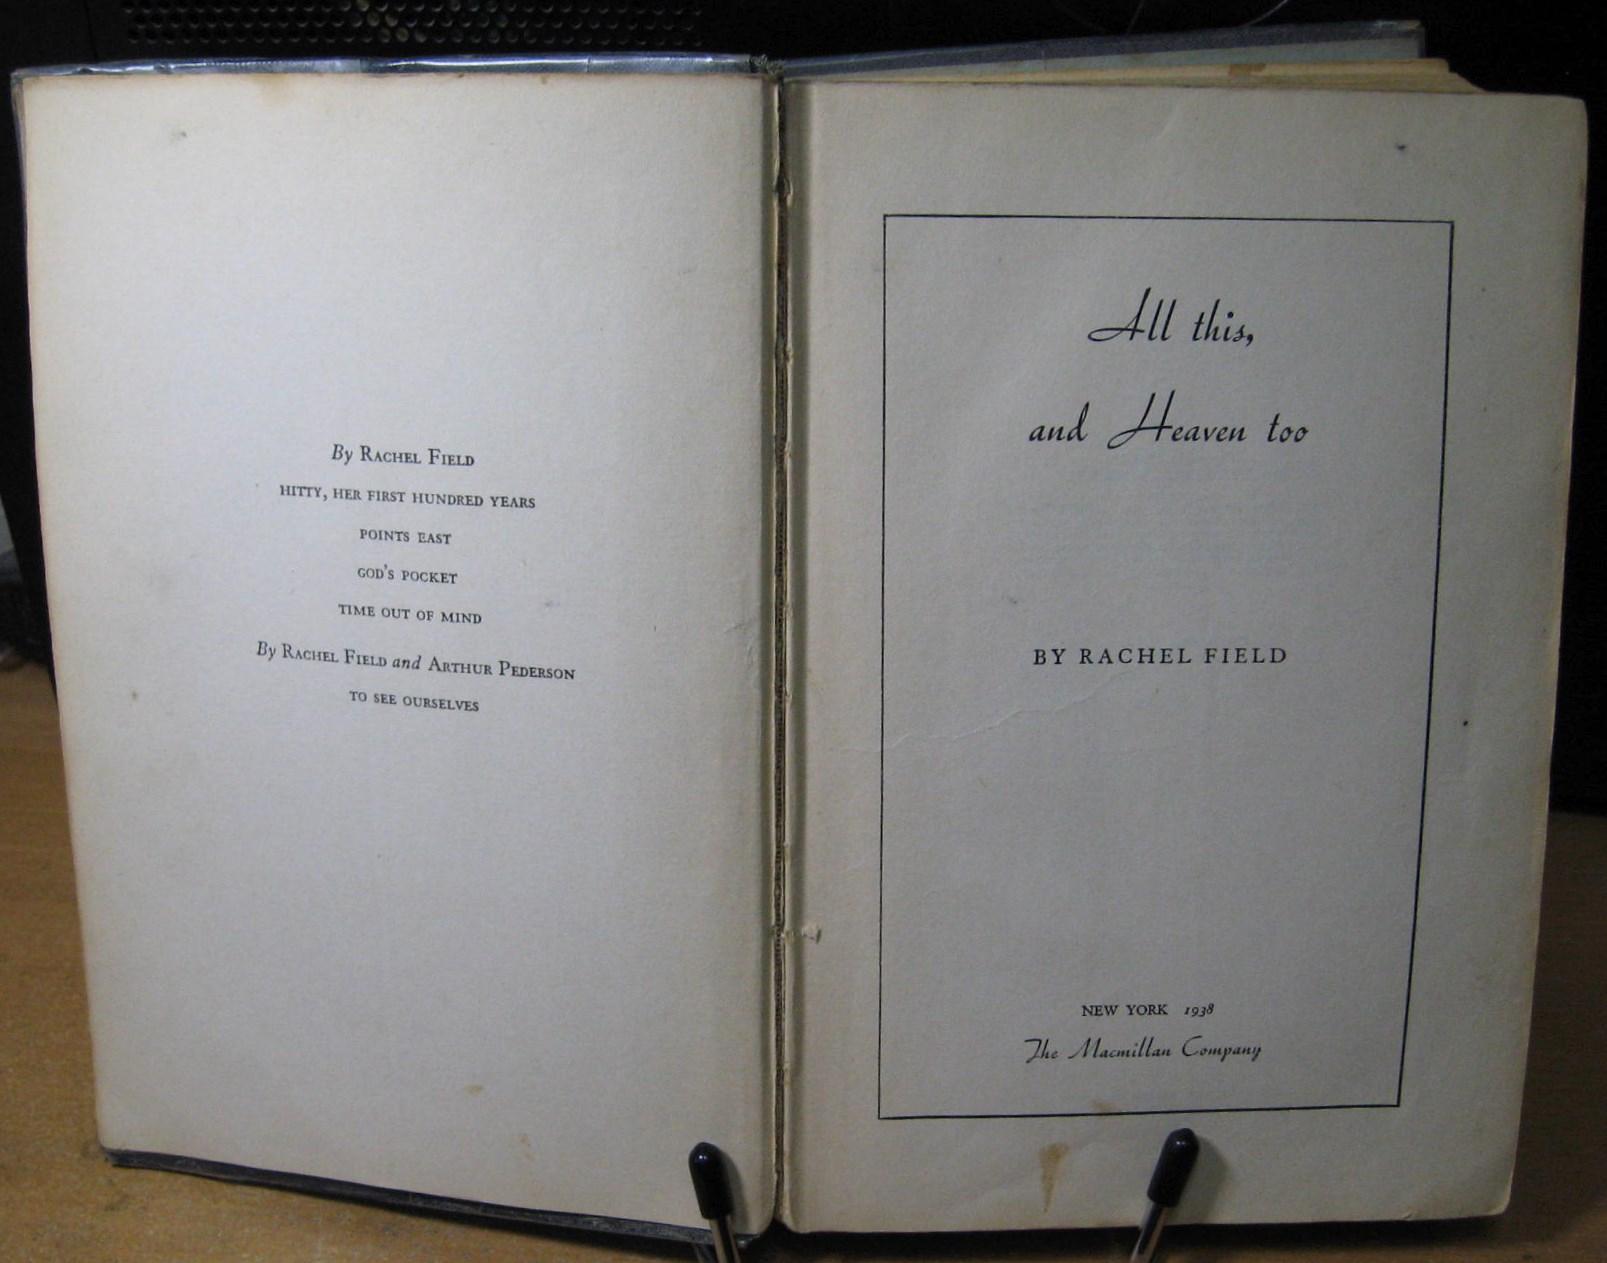 By RACHEL FIELD
HITTY, HER FIRST HUNDRED YEARS
POINTS EAST
GOD'S POCKET
TIME OUT OF MIND
By RACHEL FIELD and ARTHUR PEDERSON
TO SEE OURSELVES
All this,
and Heaven too
BY RACHEL FIELD
NEW YORK 1938
The Macmillan Company